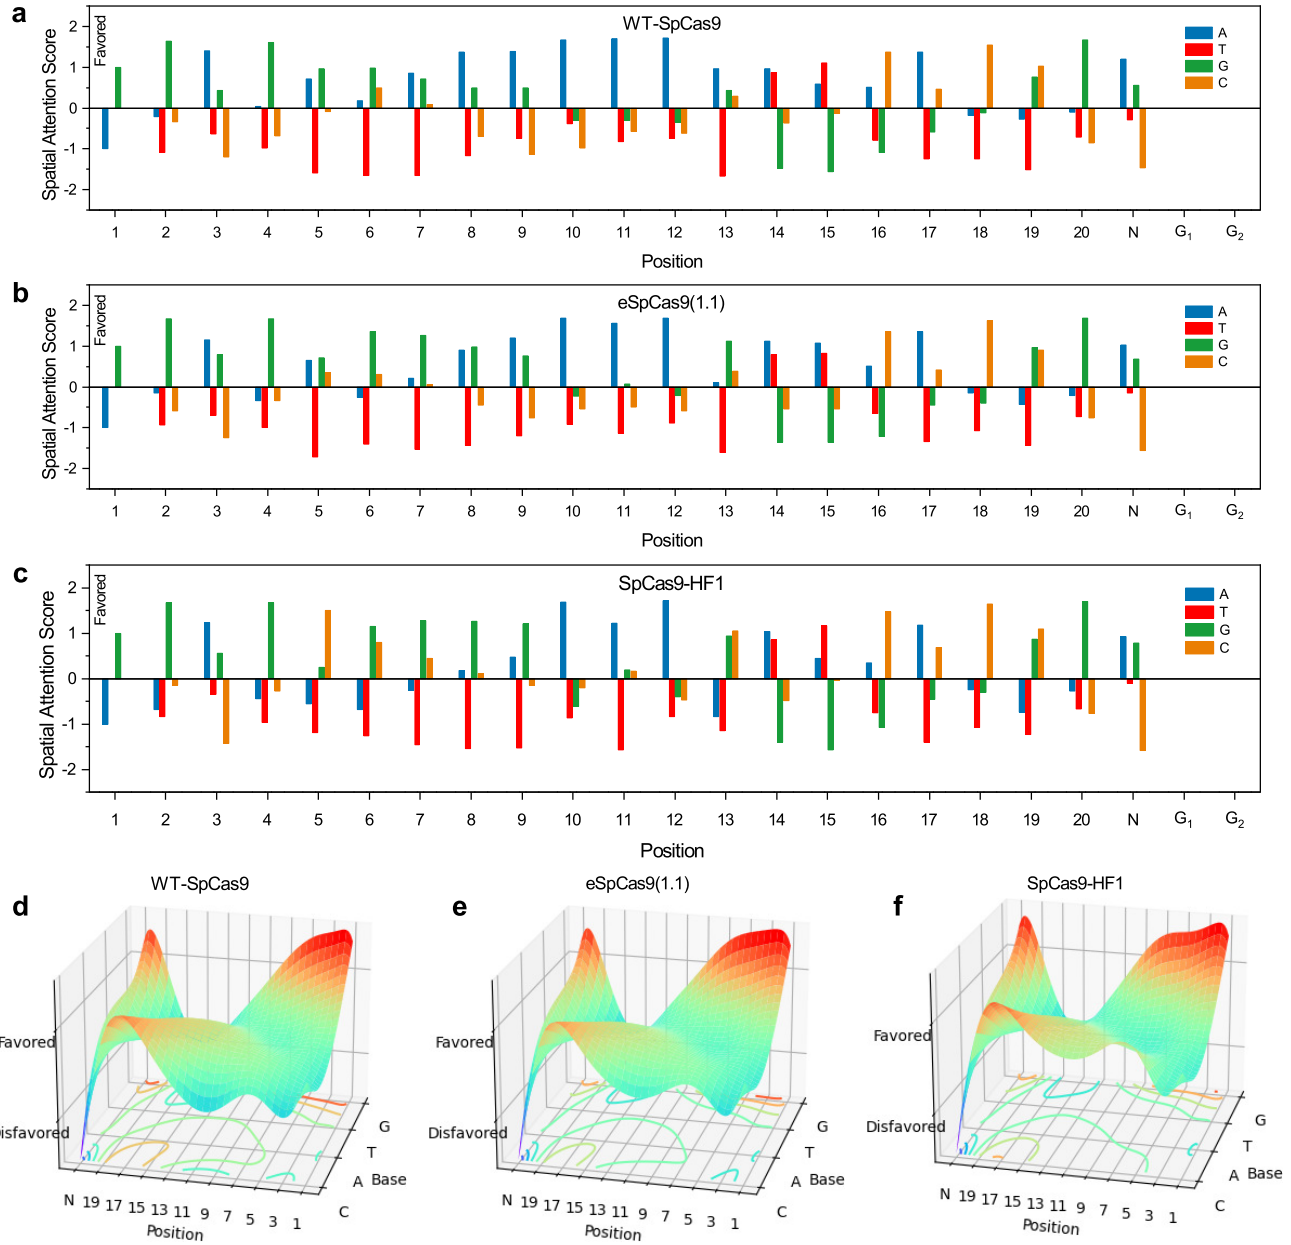 a
WT-SpCas9
Favored
Spatial Attention Score
2
1
0
-1
-2
A
T
G
C
1 2 3 4 5 6 7 8 9 10 11 12 13 14 15 16 17 18 19 20 N G1 G2
Position
b
eSpCas9(1.1)
Favored
Spatial Attention Score
2
1
0
-1
-2
A
T
G
C
1 2 3 4 5 6 7 8 9 10 11 12 13 14 15 16 17 18 19 20 N G1 G2
Position
c
SpCas9-HF1
Favored
Spatial Attention Score
2
1
0
-1
-2
A
T
G
C
1 2 3 4 5 6 7 8 9 10 11 12 13 14 15 16 17 18 19 20 N G1 G2
Position
d
WT-SpCas9
Favored
Disfavored
N 19 17 15 13 11 9 7 5 3 1
Position
G
T
A Base
C
e
eSpCas9(1.1)
Favored
Disfavored
N 19 17 15 13 11 9 7 5 3 1
Position
G
T
A Base
C
f
SpCas9-HF1
Favored
Disfavored
N 19 17 15 13 11 9 7 5 3 1
Position
G
T
A Base
C